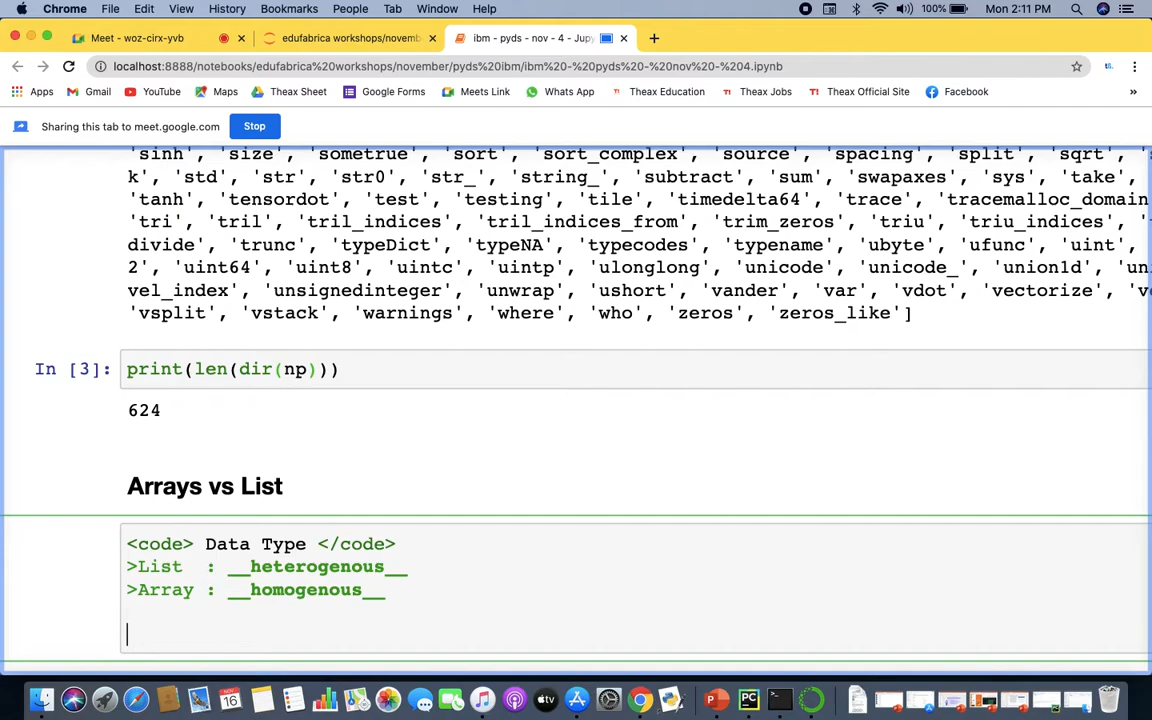 Chrome File Edit View History Bookmarks People Tab Window Help 100% Mon 2:11 PM
Meet - woz-cirx-yvb edufabrica workshops/novemb ibm - pyds - nov - 4 - Jupy
localhost:8888/notebooks/edufabrica%20workshops/november/pyds%20ibm/ibm%20-%20pyds%20-%20nov%20-%204.ipynb
Apps Gmail YouTube Maps Theax Sheet Google Forms Meets Link Whats App Theax Education Theax Jobs Theax Official Site Facebook »
Sharing this tab to meet.google.com Stop
'sinh', 'size', 'sometrue', 'sort', 'sort_complex', 'source', 'spacing', 'split', 'sqrt', 's
k', 'std', 'str', 'str0', 'str_', 'string_', 'subtract', 'sum', 'swapaxes', 'sys', 'take',
'tanh', 'tensordot', 'test', 'testing', 'tile', 'timedelta64', 'trace', 'tracemalloc_domain
'tri', 'tril', 'tril_indices', 'tril_indices_from', 'trim_zeros', 'triu', 'triu_indices', '
divide', 'trunc', 'typeDict', 'typeNA', 'typecodes', 'typename', 'ubyte', 'ufunc', 'uint',
2', 'uint64', 'uint8', 'uintc', 'uintp', 'ulonglong', 'unicode', 'unicode_', 'union1d', 'un
vel_index', 'unsignedinteger', 'unwrap', 'ushort', 'vander', 'var', 'vdot', 'vectorize', 'v
'vsplit', 'vstack', 'warnings', 'where', 'who', 'zeros', 'zeros_like']
In [3]: print(len(dir(np)))
624
Arrays vs List
<code> Data Type </code>
>List : __heterogenous__
>Array : __homogenous__
NOV
16
tv
PC